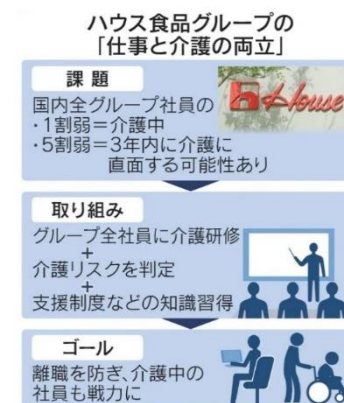 ハウス食品グループの
「仕事と介護の両立」
課題
House
国内全グループ社員の
・1割弱=介護中
・5割弱=3年内に介護に
直面する可能性あり
取り組み
グループ全社員に介護研修
+
介護リスクを判定
+
支援制度などの知識習得
ゴール
離職を防ぎ、介護中の
社員も戦力に